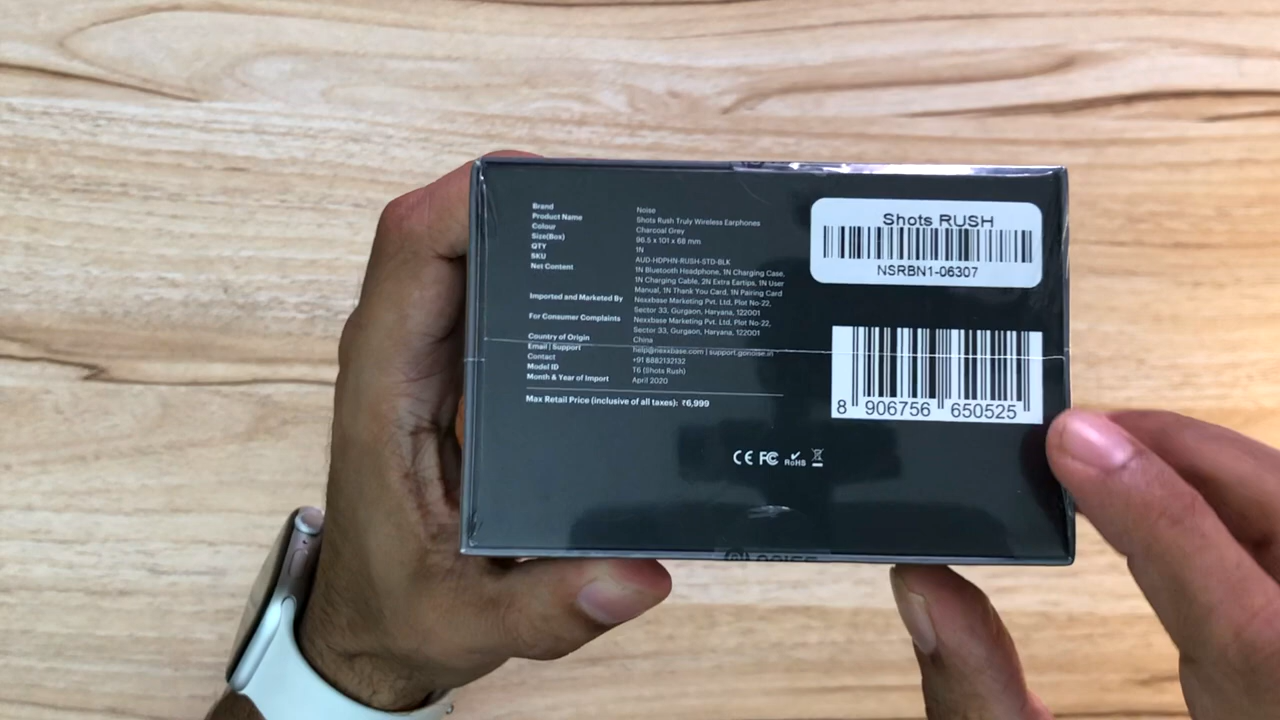 Brand Noise
Product Name Shots Rush Truly Wireless Earphones
Colour Charcoal Grey
Size(Box) 96.5 x 101 x 68 mm
QTY 1N
SKU AUD-HDPHN-RUSH-STD-BLK
Net Content 1N Bluetooth Headphone, 1N Charging Case,
1N Charging Cable, 2N Extra Eartips, 1N User
Manual, 1N Thank You Card, 1N Pairing Card
Imported and Marketed By Nexxbase Marketing Pvt. Ltd, Plot No-22,
Sector 33, Gurgaon, Haryana, 122001
For Consumer Complaints Nexxbase Marketing Pvt. Ltd, Plot No-22,
Sector 33, Gurgaon, Haryana, 122001
Country of Origin China
Email | Support help@nexxbase.com | support.gonoise.in
Contact +91 8882132132
Model ID T6 (Shots Rush)
Month & Year of Import April 2020
Max Retail Price (inclusive of all taxes): ₹6,999
Shots RUSH
NSRBN1-06307
8 906756 650525
CE FC RoHS
noise